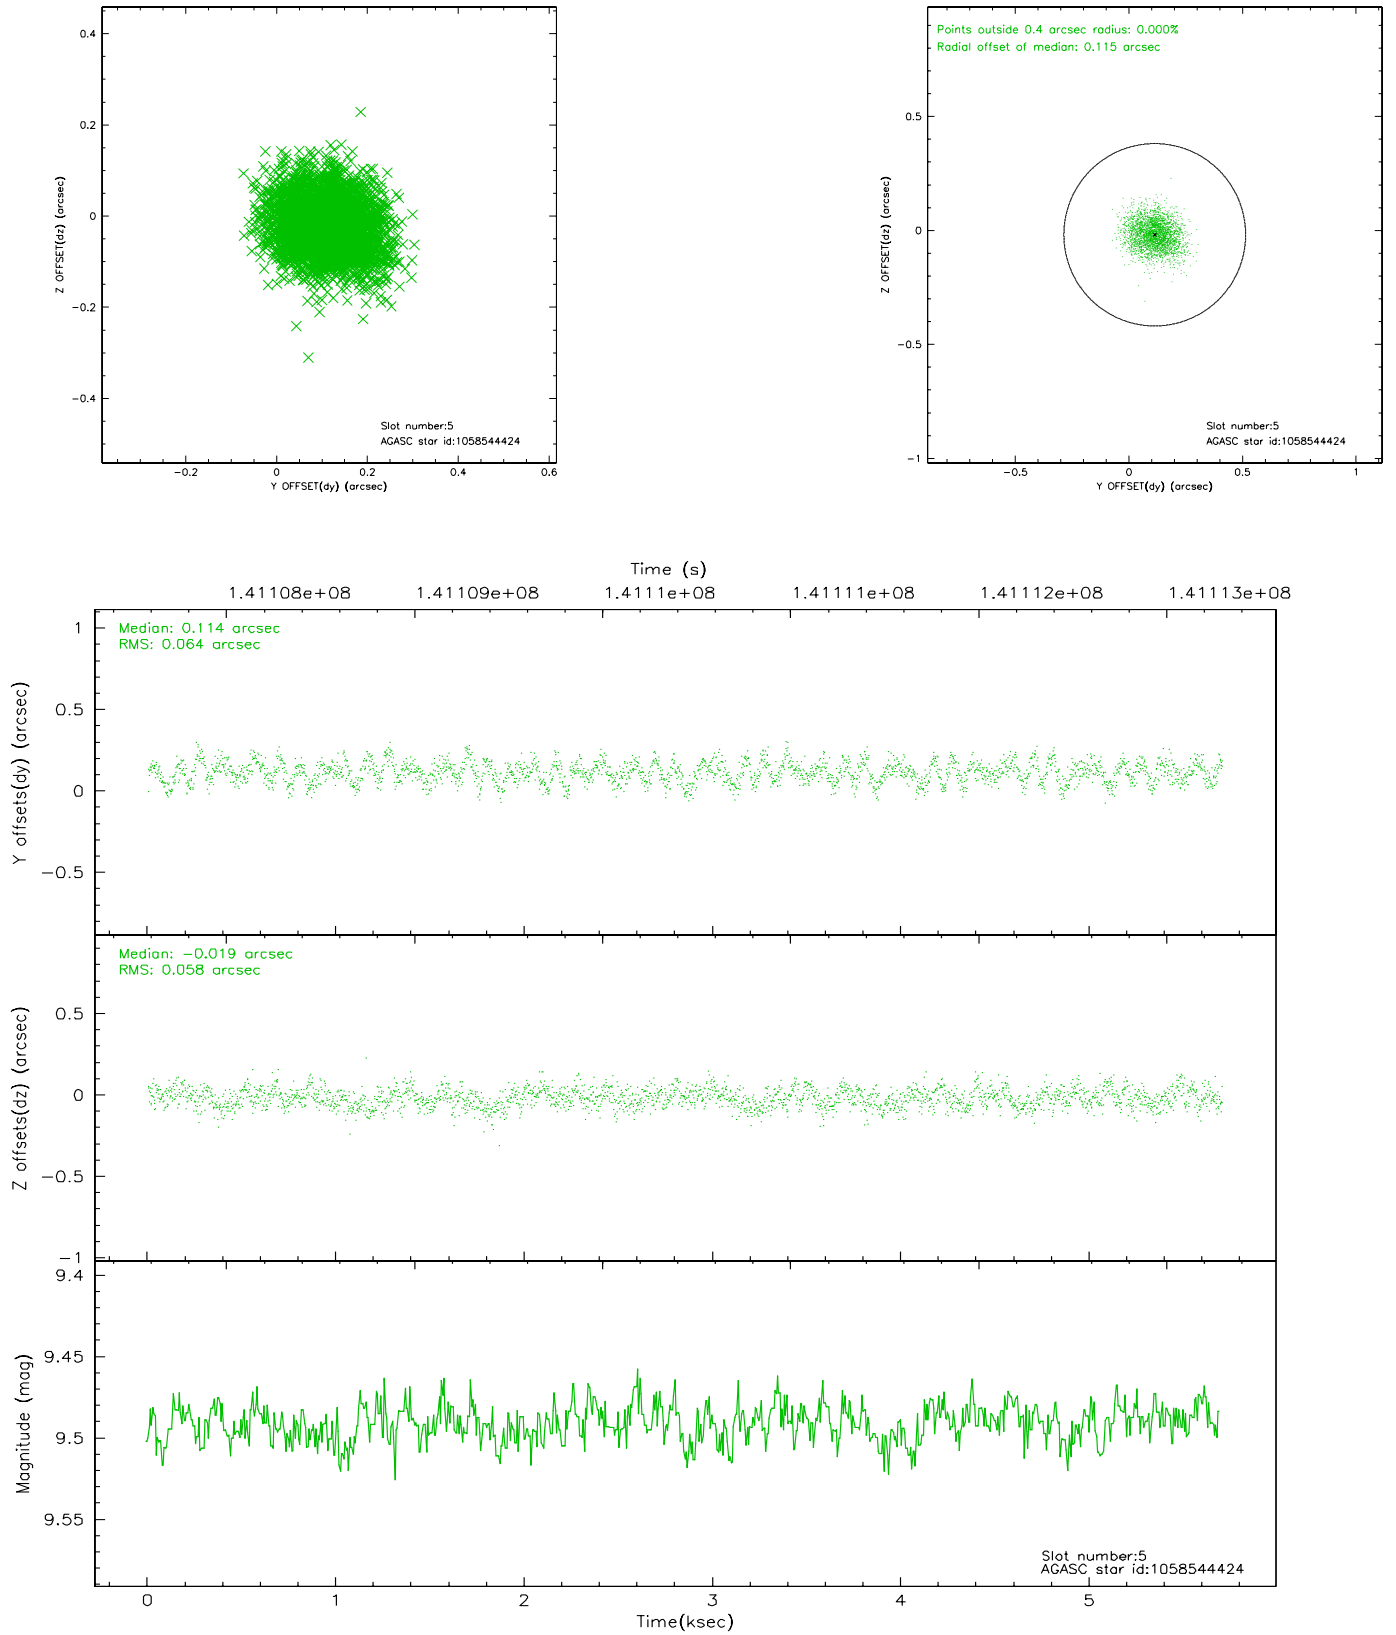 0.4
0.2
0
−0.2
−0.4
Z OFFSET(dz) (arcsec)
Slot number:5
AGASC star id:1058544424
−0.2 0 0.2 0.4 0.6
Y OFFSET(dy) (arcsec)
Points outside 0.4 arcsec radius: 0.000%
Radial offset of median: 0.115 arcsec
0.5
0
−0.5
−1
Z OFFSET(dz) (arcsec)
Slot number:5
AGASC star id:1058544424
−0.5 0 0.5 1
Y OFFSET(dy) (arcsec)
Time (s)
1.41108e+08 1.41109e+08 1.4111e+08 1.41111e+08 1.41112e+08 1.41113e+08
Median: 0.114 arcsec
RMS: 0.064 arcsec
1
0.5
0
−0.5
Y offsets(dy) (arcsec)
Median: −0.019 arcsec
RMS: 0.058 arcsec
0.5
0
−0.5
−1
Z offsets(dz) (arcsec)
9.4
9.45
9.5
9.55
Magnitude (mag)
Slot number:5
AGASC star id:1058544424
0 1 2 3 4 5
Time(ksec)